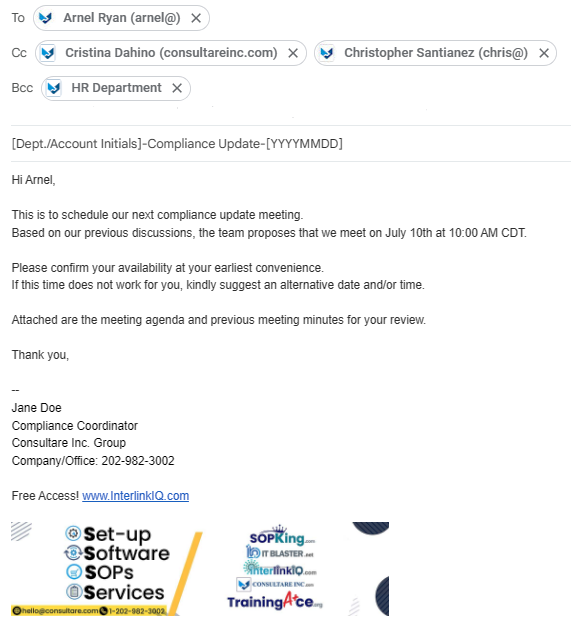 To Arnel Ryan (arnel@) ×
Cc Cristina Dahino (consultareinc.com) × Christopher Santianez (chris@) ×
Bcc HR Department ×
[Dept./Account Initials]-Compliance Update-[YYYYMMDD]
Hi Arnel,
This is to schedule our next compliance update meeting.
Based on our previous discussions, the team proposes that we meet on July 10th at 10:00 AM CDT.
Please confirm your availability at your earliest convenience.
If this time does not work for you, kindly suggest an alternative date and/or time.
Attached are the meeting agenda and previous meeting minutes for your review.
Thank you,
--
Jane Doe
Compliance Coordinator
Consultare Inc. Group
Company/Office: 202-982-3002
Free Access! www.InterlinkIQ.com
Set-up
Software
SOPs
Services
hello@consultare.com 1-202-982-3002
SOPKing.com
IT BLASTER.net
InterlinkIQ.com
CONSULTARE INC.com
TrainingAce.org